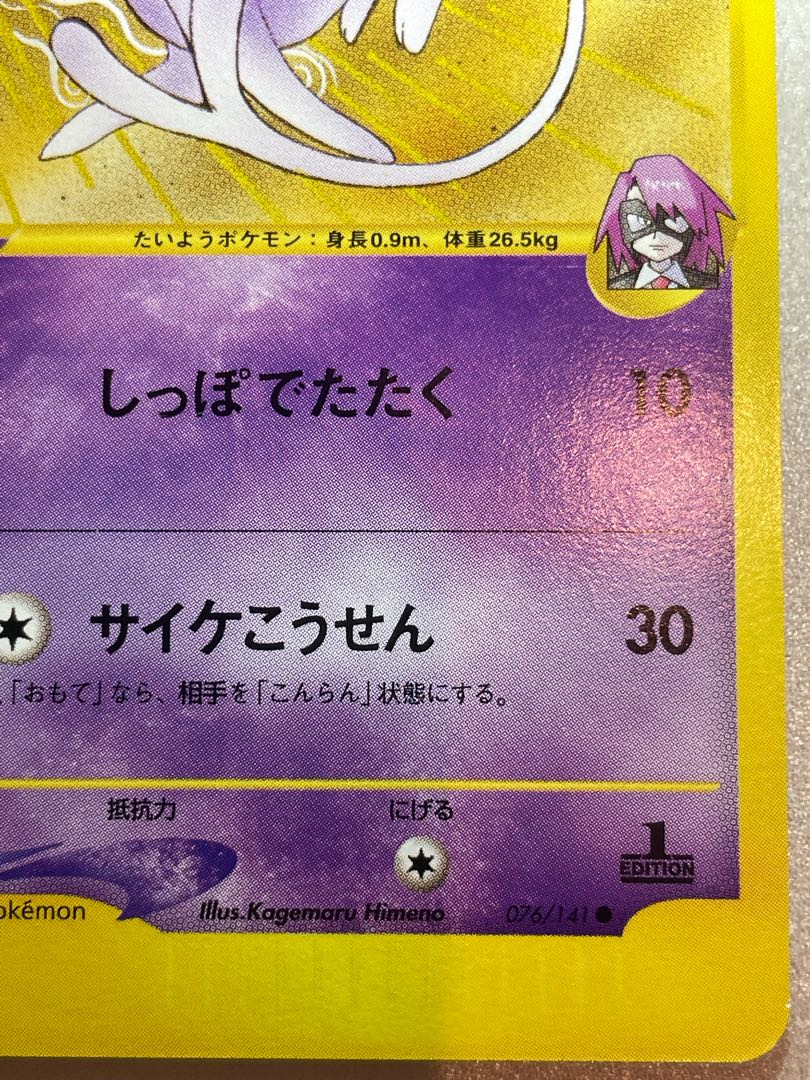 たいようポケモン：身長0.9m、体重26.5kg
しっぽでたたく 10
サイケこうせん 30
「おもて」なら、相手を「こんらん」状態にする。
抵抗力 にげる
1
EDITION
okémon Illus.Kagemaru Himeno 076/141 ●